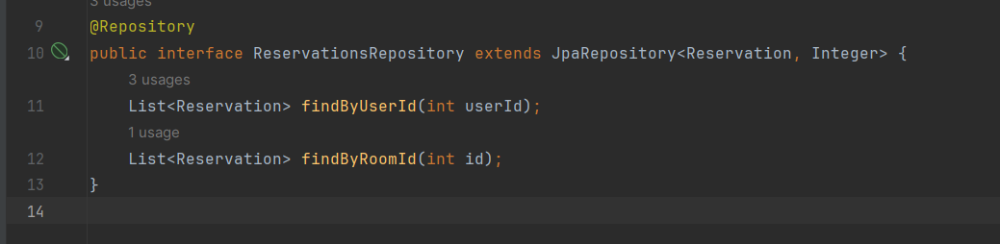 3 usages
9 @Repository
10 public interface ReservationsRepository extends JpaRepository<Reservation, Integer> {
3 usages
11 List<Reservation> findByUserId(int userId);
1 usage
12 List<Reservation> findByRoomId(int id);
13 }
14